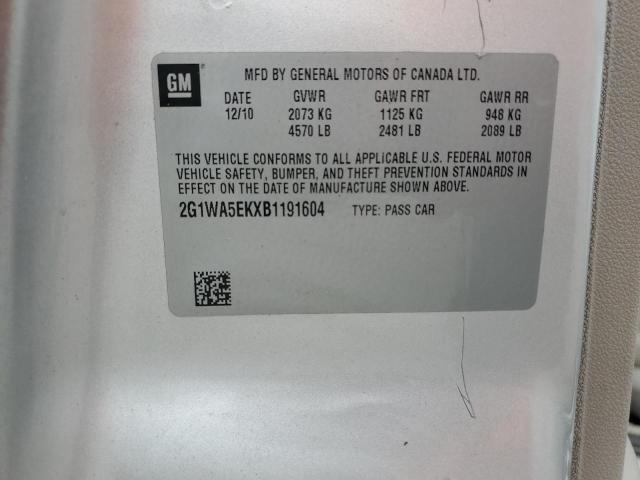 GM
MFD BY GENERAL MOTORS OF CANADA LTD.
DATE GVWR GAWR FRT GAWR RR
12/10 2073 KG 1125 KG 948 KG
4570 LB 2481 LB 2089 LB
THIS VEHICLE CONFORMS TO ALL APPLICABLE U.S. FEDERAL MOTOR
VEHICLE SAFETY, BUMPER, AND THEFT PREVENTION STANDARDS IN
EFFECT ON THE DATE OF MANUFACTURE SHOWN ABOVE.
2G1WA5EKXB1191604 TYPE: PASS CAR